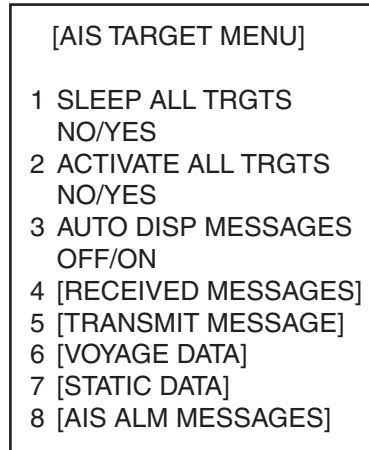 [AIS TARGET MENU]
1 SLEEP ALL TRGTS
NO/YES
2 ACTIVATE ALL TRGTS
NO/YES
3 AUTO DISP MESSAGES
OFF/ON
4 [RECEIVED MESSAGES]
5 [TRANSMIT MESSAGE]
6 [VOYAGE DATA]
7 [STATIC DATA]
8 [AIS ALM MESSAGES]